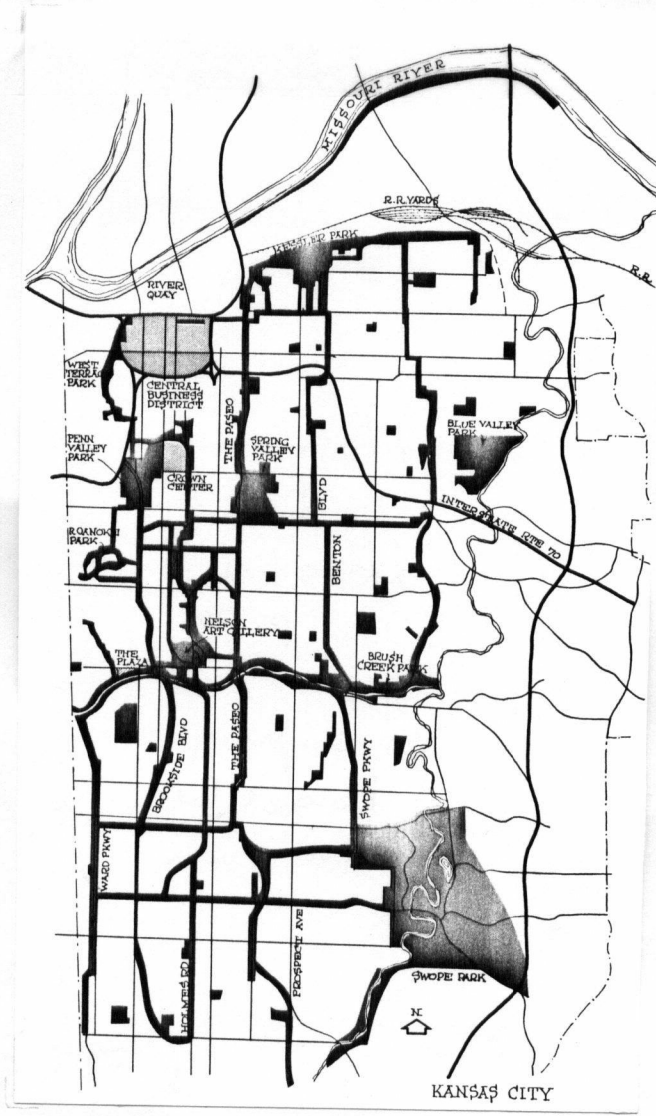 MISSOURI RIVER
R.R. YARDS
KESSLER PARK
R.R.
RIVER
QUAY
WEST
TERRACE
PARK
CENTRAL
BUSINESS
DISTRICT
THE PASEO
PENN
VALLEY
PARK
SPRING
VALLEY
PARK
BLUE VALLEY
PARK
CROWN
CENTER
BLVD
INTERSTATE RTE 70
ROANOKE
PARK
BENTON
NELSON
ART GALLERY
THE
PLAZA
BRUSH
CREEK PARK
BROOKSIDE BLVD
THE PASEO
SWOPE PKWY
WARD PKWY
PROSPECT AVE
HOLMES RD
SWOPE PARK
N
KANSAS CITY